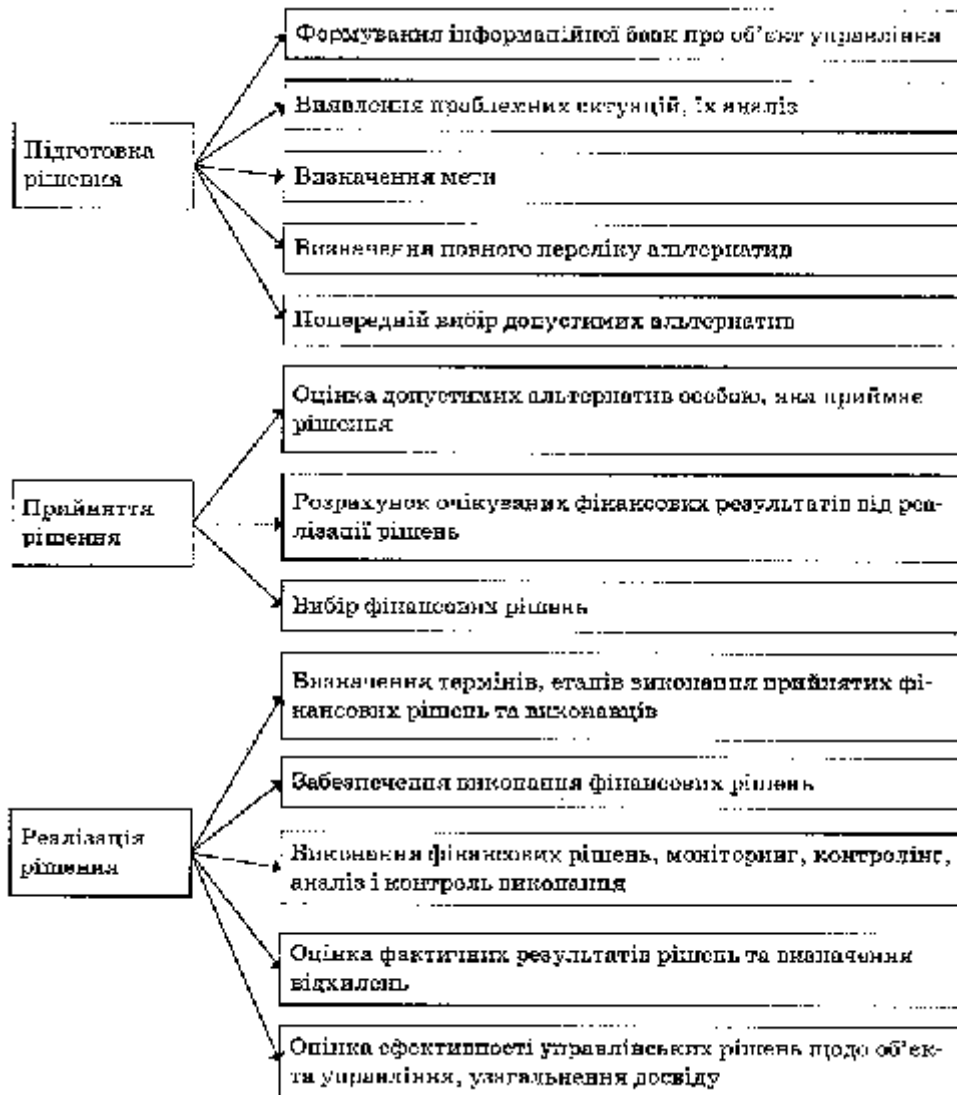 Підготовка
рішення
Формування інформаційної бази про об’єкт управління
Виявлення проблемних ситуацій, їх аналіз
Визначення мети
Визначення повного переліку альтернатив
Попередній вибір допустимих альтернатив
Прийняття
рішення
Оцінка допустимих альтернатив особою, яка приймає
рішення
Розрахунок очікуваних фінансових результатів від реа-
лізації рішень
Вибір фінансових рішень
Реалізація
рішення
Визначення термінів, етапів виконання прийнятих фі-
нансових рішень та виконавців
Забезпечення виконання фінансових рішень
Виконання фінансових рішень, моніторинг, контролінг,
аналіз і контроль виконання
Оцінка фактичних результатів рішень та визначення
відхилень
Оцінка ефективності управлінських рішень щодо об’єк-
та управління, узагальнення досвіду